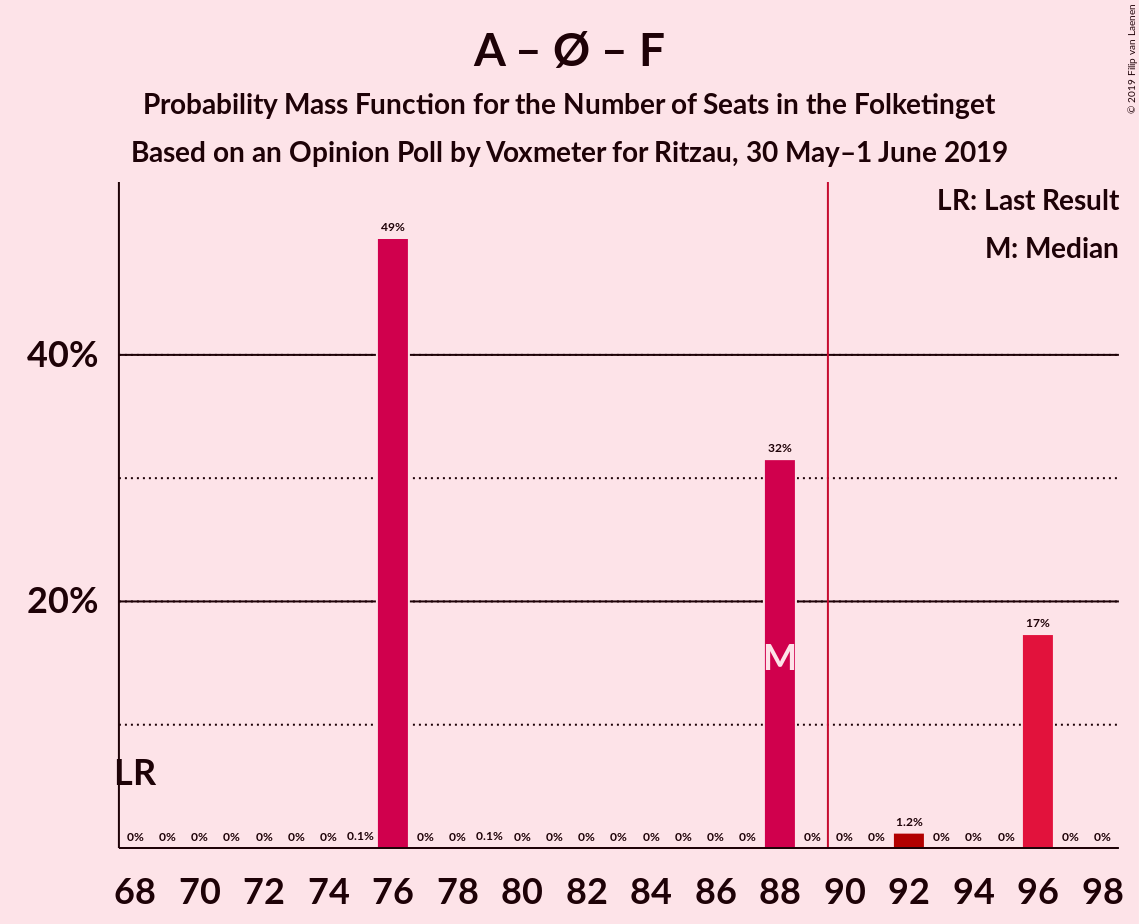 A – Ø – F
Probability Mass Function for the Number of Seats in the Folketinget
Based on an Opinion Poll by Voxmeter for Ritzau, 30 May–1 June 2019
© 2019 Filip van Laenen
LR: Last Result
M: Median
49%
40%
32%
20%
17%
M
LR
1.2%
0% 0% 0% 0% 0% 0% 0% 0.1% 0% 0% 0.1% 0% 0% 0% 0% 0% 0% 0% 0% 0% 0% 0% 0% 0% 0% 0% 0%
68 70 72 74 76 78 80 82 84 86 88 90 92 94 96 98